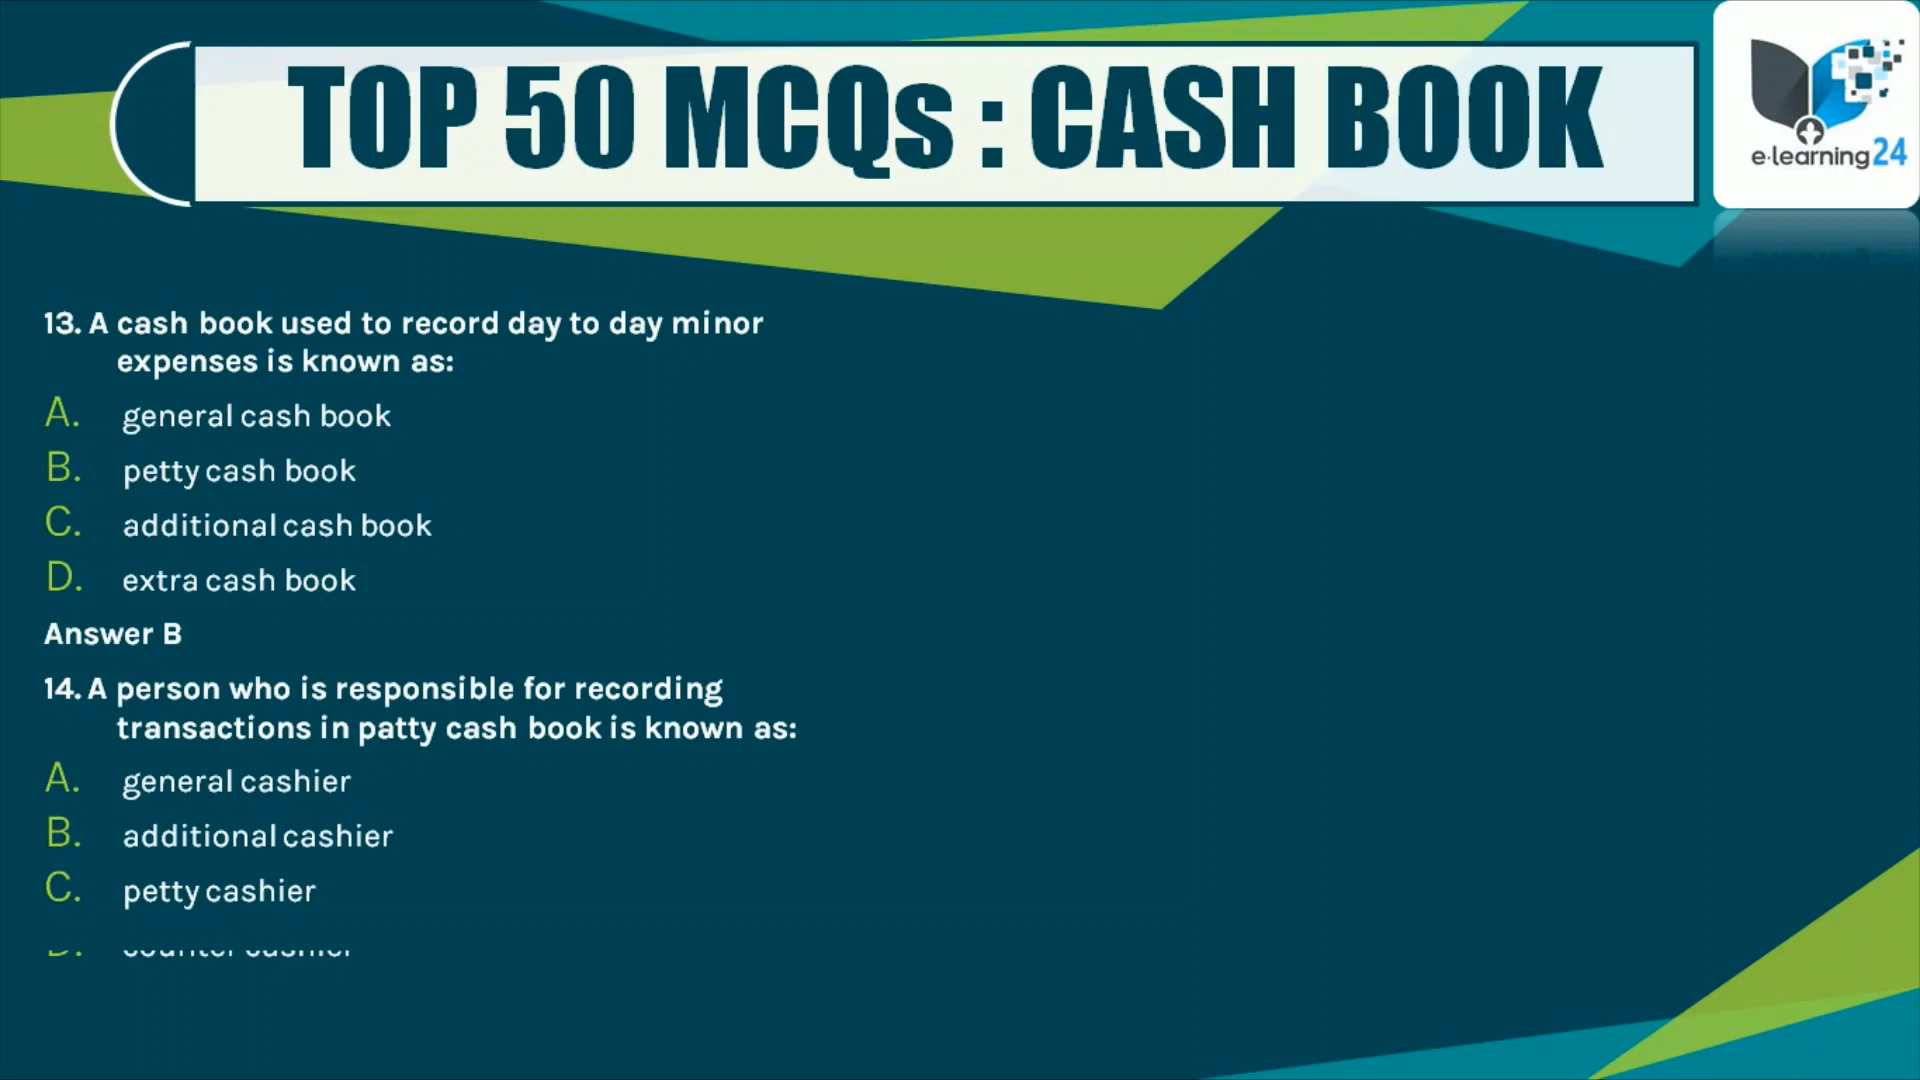 TOP 50 MCQs : CASH BOOK
e-learning24
13. A cash book used to record day to day minor
expenses is known as:
A. general cash book
B. petty cash book
C. additional cash book
D. extra cash book
Answer B
14. A person who is responsible for recording
transactions in patty cash book is known as:
A. general cashier
B. additional cashier
C. petty cashier
D. counter cashier